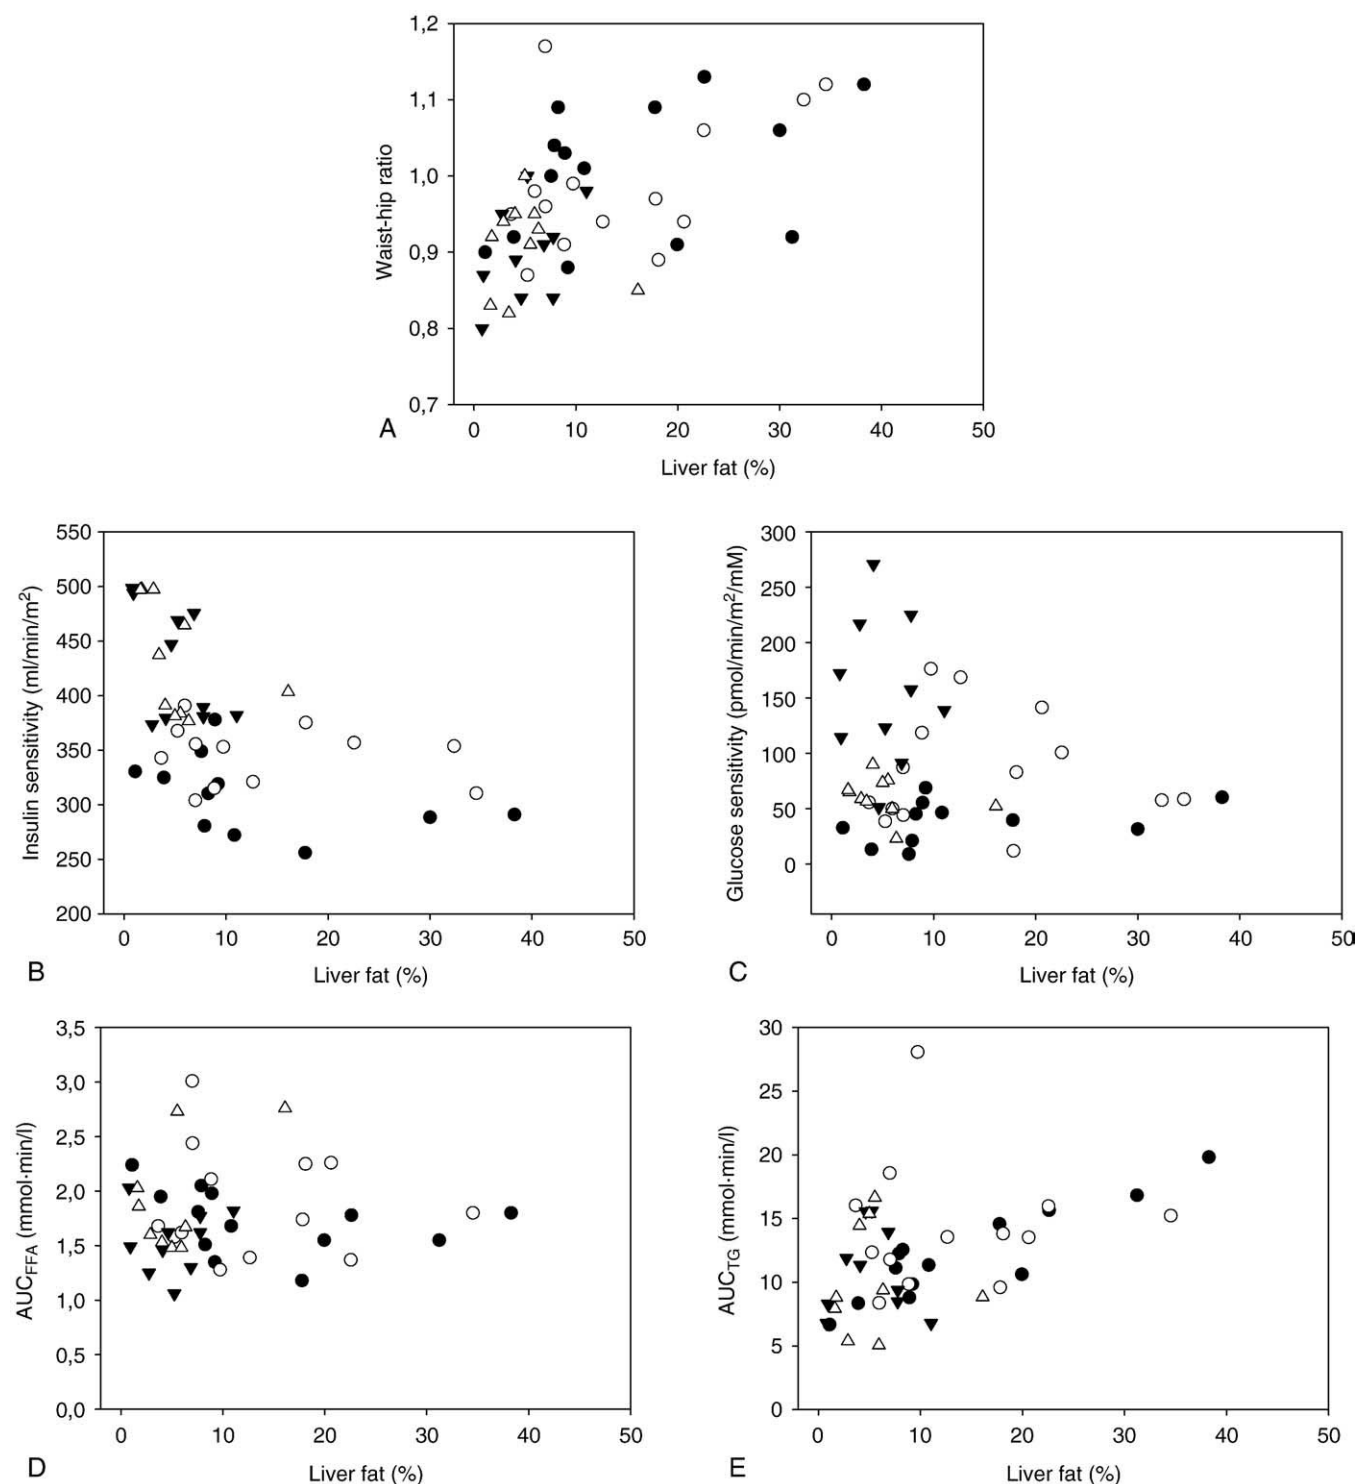 1,2
1,1
1,0
0,9
0,8
0,7
Waist-hip ratio
0 10 20 30 40 50
A
Liver fat (%)
550
500
450
400
350
300
250
200
Insulin sensitivity (ml/min/m²)
0 10 20 30 40 50
B
Liver fat (%)
300
250
200
150
100
50
0
Glucose sensitivity (pmol/min/m²/mM)
0 10 20 30 40 50
C
Liver fat (%)
3,5
3,0
2,5
2,0
1,5
1,0
0,5
0,0
AUC_FFA (mmol·min/l)
0 10 20 30 40 50
D
Liver fat (%)
30
25
20
15
10
5
0
AUC_TG (mmol·min/l)
0 10 20 30 40 50
E
Liver fat (%)